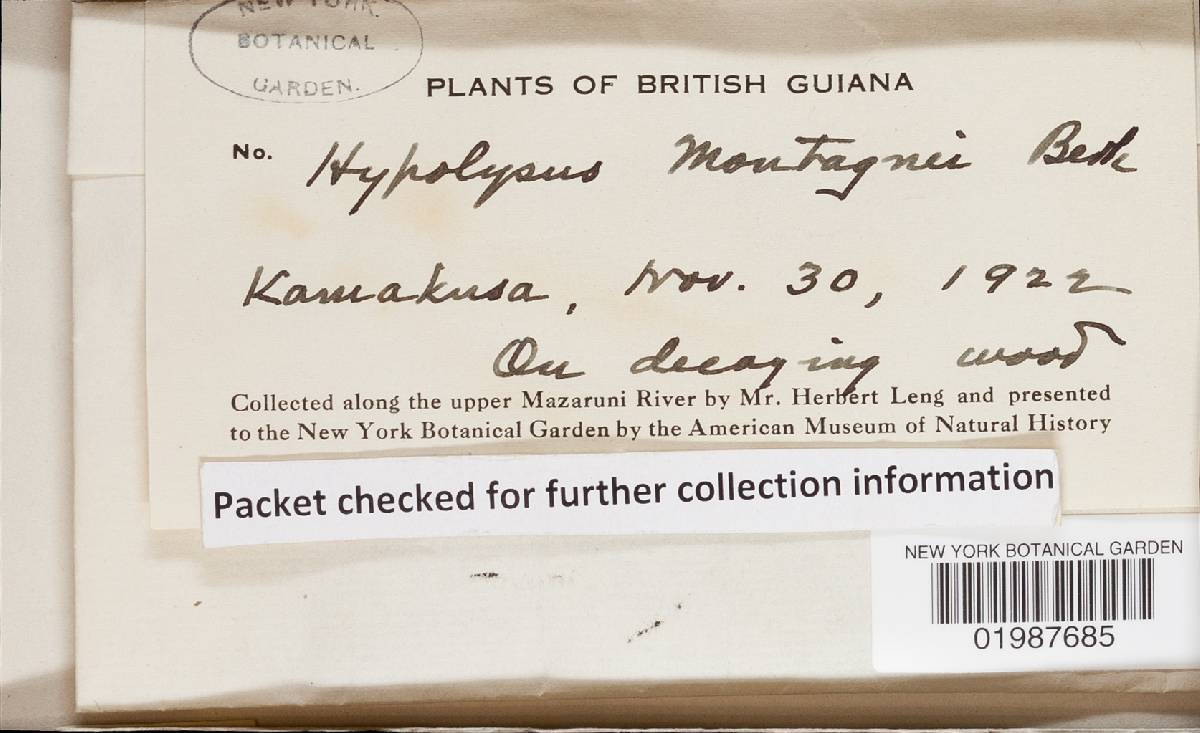 NEW YORK
BOTANICAL
GARDEN.
PLANTS OF BRITISH GUIANA
No. Hypolysus Montagnei Berk
Kamakusa, Nov. 30, 1922
On decaying wood
Collected along the upper Mazaruni River by Mr. Herbert Leng and presented
to the New York Botanical Garden by the American Museum of Natural History
Packet checked for further collection information
NEW YORK BOTANICAL GARDEN
01987685